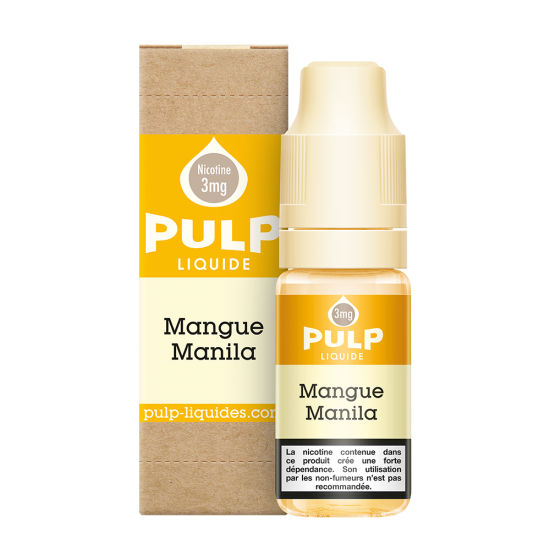 Nicotine
3mg
PULP
LIQUIDE
Mangue
Manila
pulp-liquides.com
3mg
PULP
LIQUIDE
Mangue
Manila
La nicotine contenue dans
ce produit crée une forte
dépendance. Son utilisation
par les non-fumeurs n'est pas
recommandée.